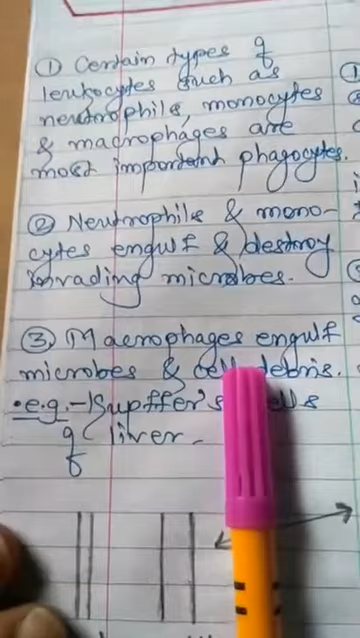 ① Certain types of
leukocytes such as
neutrophils, monocytes
& macrophages are
most important phagocytes.
② Neutrophils & mono-
cytes engulf & destroy
invading microbes.
③ Macrophages engulf
microbes & cell debris.
• e.g.- Kupffer's cells
of liver.